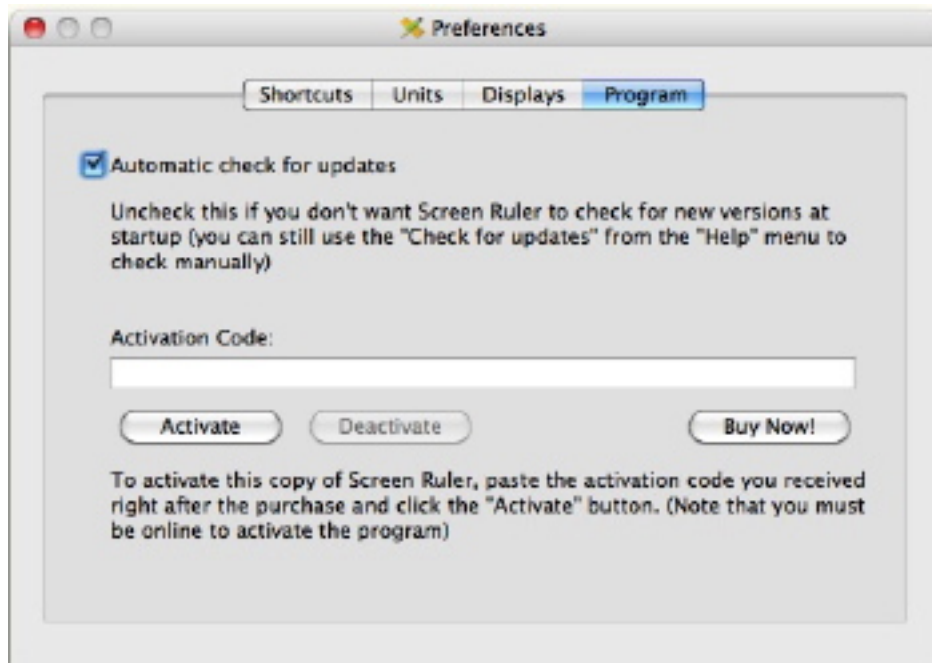 Preferences
Shortcuts Units Displays Program
Automatic check for updates
Uncheck this if you don't want Screen Ruler to check for new versions at
startup (you can still use the "Check for updates" from the "Help" menu to
check manually)
Activation Code:
Activate Deactivate Buy Now!
To activate this copy of Screen Ruler, paste the activation code you received
right after the purchase and click the "Activate" button. (Note that you must
be online to activate the program)